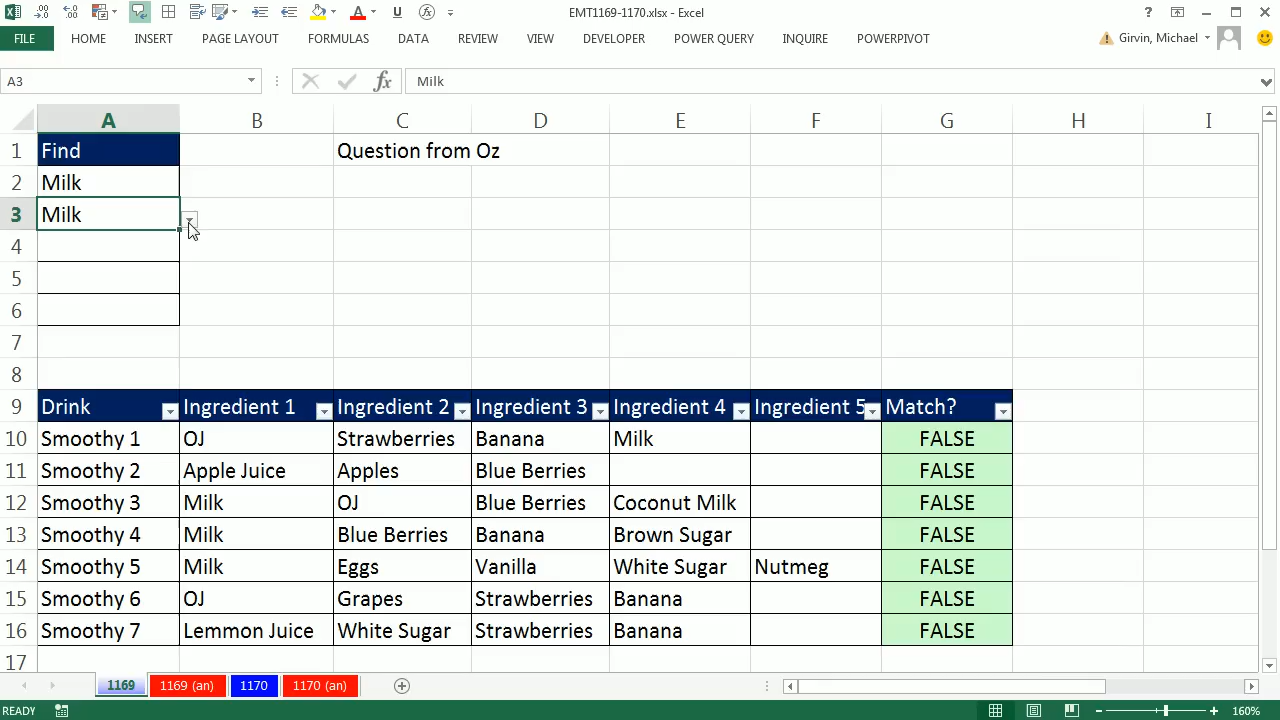 EMT1169-1170.xlsx - Excel
FILE HOME INSERT PAGE LAYOUT FORMULAS DATA REVIEW VIEW DEVELOPER POWER QUERY INQUIRE POWERPIVOT Girvin, Michael
A3 fx Milk
A B C D E F G H I
1 Find Question from Oz
2 Milk
3 Milk
4
5
6
7
8
9 Drink Ingredient 1 Ingredient 2 Ingredient 3 Ingredient 4 Ingredient 5 Match?
10 Smoothy 1 OJ Strawberries Banana Milk FALSE
11 Smoothy 2 Apple Juice Apples Blue Berries FALSE
12 Smoothy 3 Milk OJ Blue Berries Coconut Milk FALSE
13 Smoothy 4 Milk Blue Berries Banana Brown Sugar FALSE
14 Smoothy 5 Milk Eggs Vanilla White Sugar Nutmeg FALSE
15 Smoothy 6 OJ Grapes Strawberries Banana FALSE
16 Smoothy 7 Lemmon Juice White Sugar Strawberries Banana FALSE
17
1169 1169 (an) 1170 1170 (an)
READY 160%